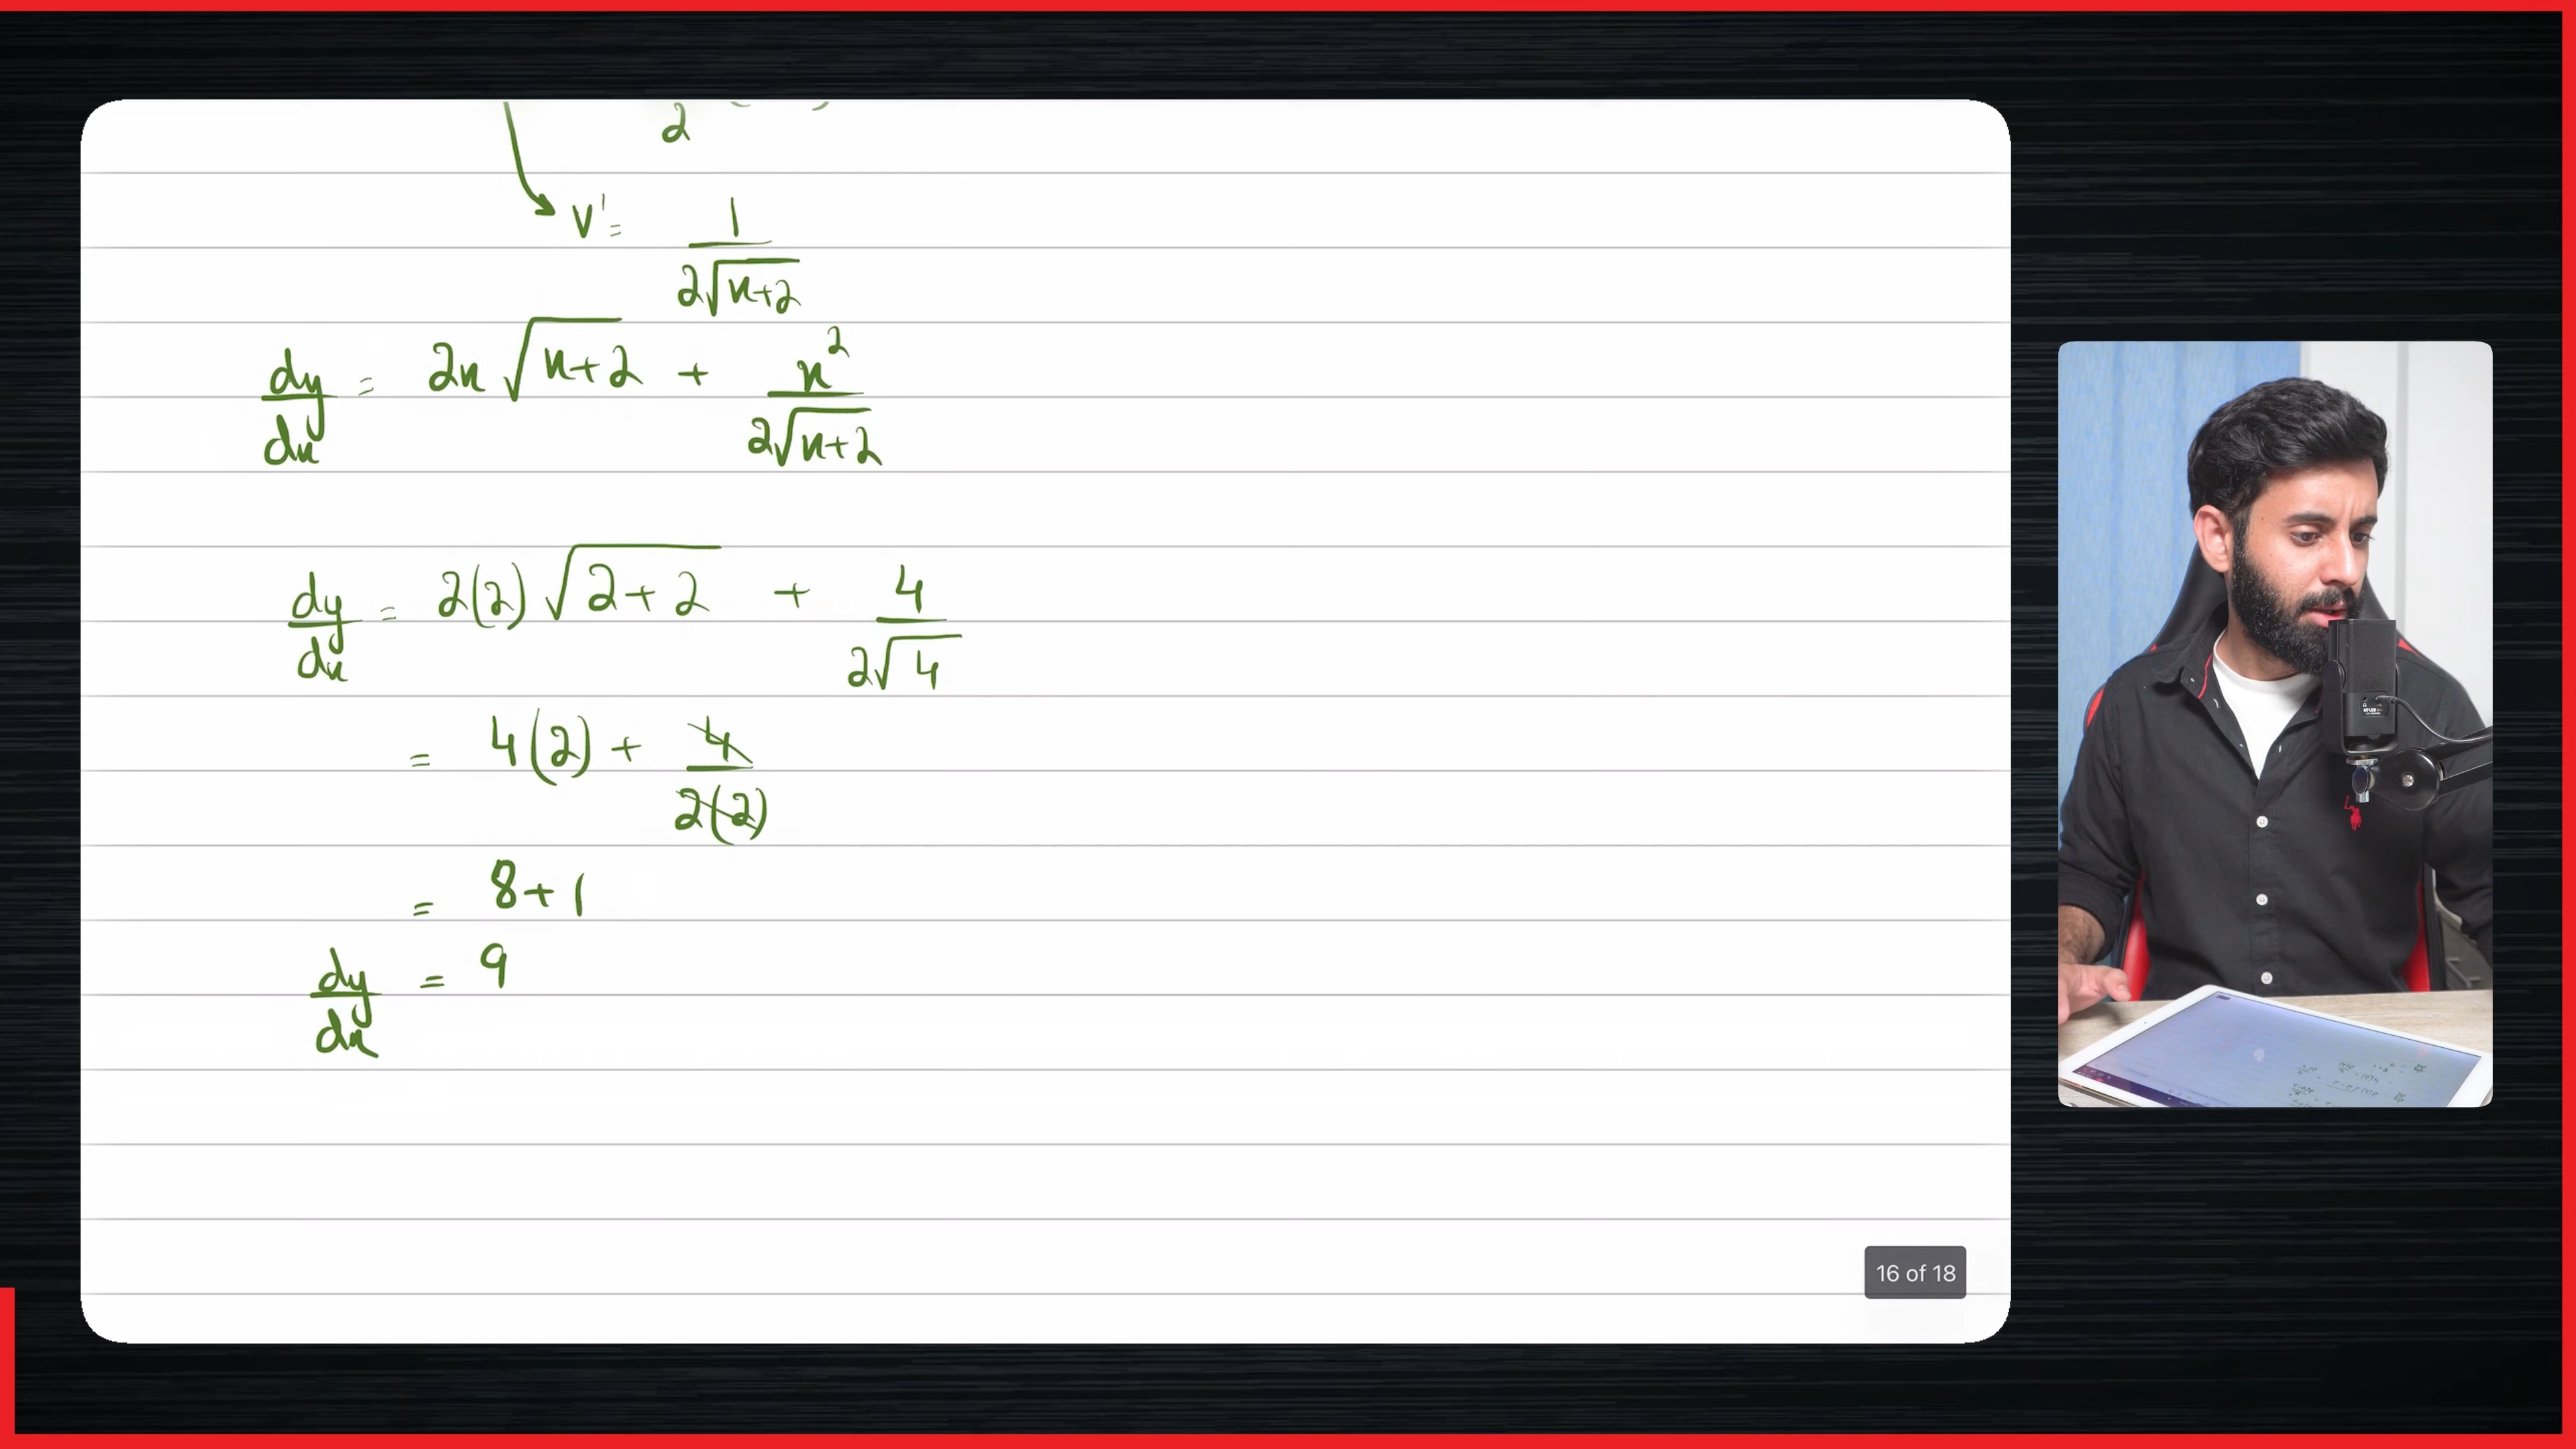 2
v' = 1 / 2√x+2
dy/dx = 2x √x+2 + x² / 2√x+2
dy/dx = 2(2) √2+2 + 4 / 2√4
= 4(2) + 4 / 2(2)
= 8+1
dy/dx = 9
16 of 18